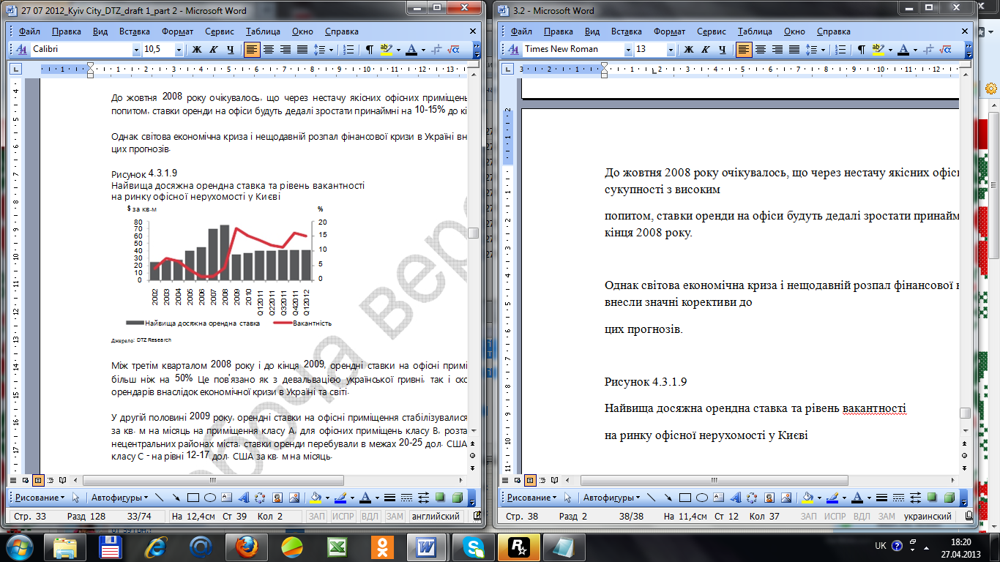 27 07 2012_Kyiv City_DTZ_draft 1_part 2 - Microsoft Word
Файл Правка Вид Вставка Формат Сервис Таблица Окно Справка
Calibri 10,5 Ж К Ч
До жовтня 2008 року очікувалось, що через нестачу якісних офісних приміщень
попитом, ставки оренди на офіси будуть дедалі зростати принаймні на 10-15% до кі
Однак світова економічна криза і нещодавній розпал фінансової кризи в Україні вн
цих прогнозів.
Рисунок 4.3.1.9
Найвища досяжна орендна ставка та рівень вакантності
на ринку офісної нерухомості у Києві
$ за кв.м %
80 70 60 50 40 30 20 10 0
20 15 10 5 0
2002 2003 2004 2005 2006 2007 2008 2009 2010 Q12011 Q22011 Q32011 Q42011 Q12012
Найвища досяжна орендна ставка Вакантність
Джерело: DTZ Research
Між третім кварталом 2008 року і до кінця 2009, орендні ставки на офісні примі
більш ніж на 50% Це пов'язано як з девальвацією української гривні, так і ско
орендарів внаслідок економічної кризи в Україні та світі.
У другій половині 2009 року, орендні ставки на офісні приміщення стабілізувалися
за кв. м на місяць на приміщення класу А, для офісних приміщень класу В, розта
нецентральних районах міста, ставки оренди перебували в межах 20-25 дол. США
класу С - на рівні 12-17 дол. США за кв. м на місяць.
Рисование Автофигуры
Стр. 33 Разд 128 33/74 На 12,4см Ст 39 Кол 2 ЗАП ИСПР ВДЛ ЗАМ английский
3.2 - Microsoft Word
Файл Правка Вид Вставка Формат Сервис Таблица Окно Справка
Times New Roman 13 Ж К Ч
До жовтня 2008 року очікувалось, що через нестачу якісних офісн
сукупності з високим
попитом, ставки оренди на офіси будуть дедалі зростати принайм
кінця 2008 року.
Однак світова економічна криза і нещодавній розпал фінансової к
внесли значні корективи до
цих прогнозів.
Рисунок 4.3.1.9
Найвища досяжна орендна ставка та рівень вакантності
на ринку офісної нерухомості у Києві
Рисование Автофигуры
Стр. 38 Разд 2 38/38 На 11,4см Ст 12 Кол 37 ЗАП ИСПР ВДЛ ЗАМ украинский
UK 18:20
27.04.2013